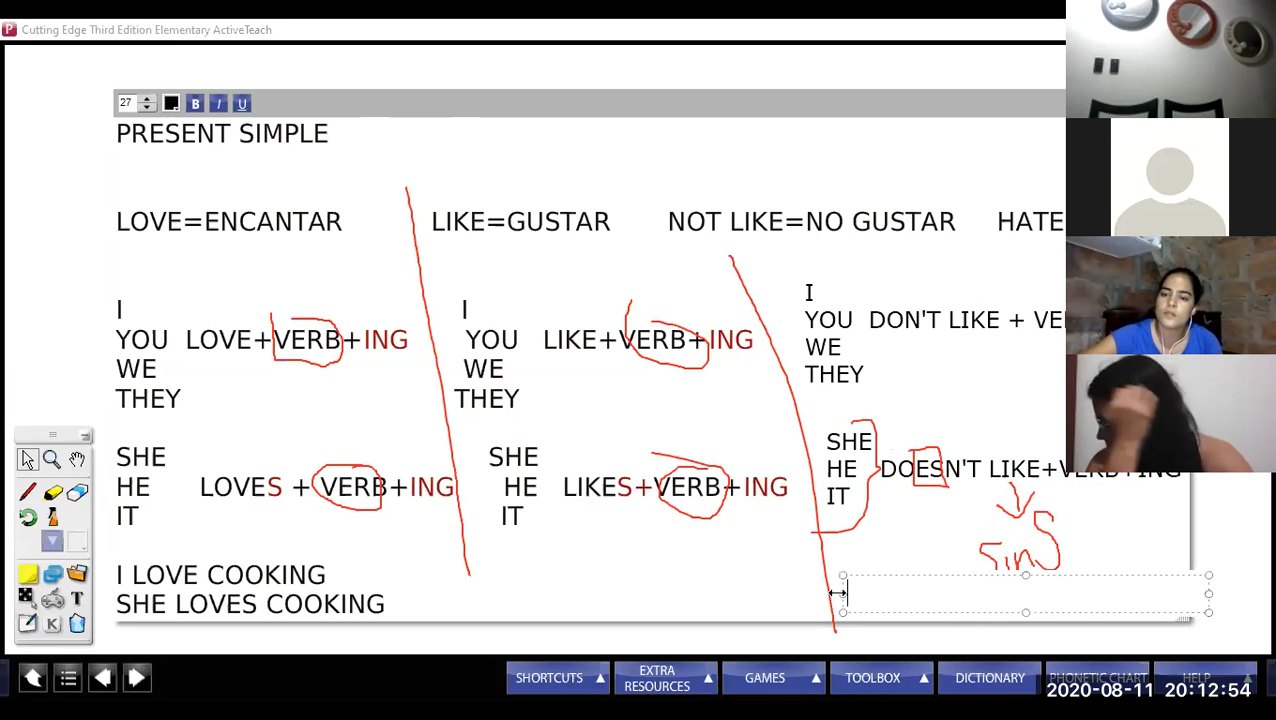 Cutting Edge Third Edition Elementary ActiveTeach
27 B I U
PRESENT SIMPLE
LOVE=ENCANTAR LIKE=GUSTAR NOT LIKE=NO GUSTAR HATE
I
YOU LOVE+VERB+ING
WE
THEY
SHE
HE LOVES + VERB+ING
IT
I LOVE COOKING
SHE LOVES COOKING
I
YOU LIKE+VERB+ING
WE
THEY
SHE
HE LIKES+VERB+ING
IT
I
YOU DON'T LIKE + VE
WE
THEY
SHE
HE DOESN'T LIKE+VERB+ING
IT
SinS
SHORTCUTS
EXTRA
RESOURCES
GAMES
TOOLBOX
DICTIONARY
PHONETIC CHART
HELP
2020-08-11 20:12:54